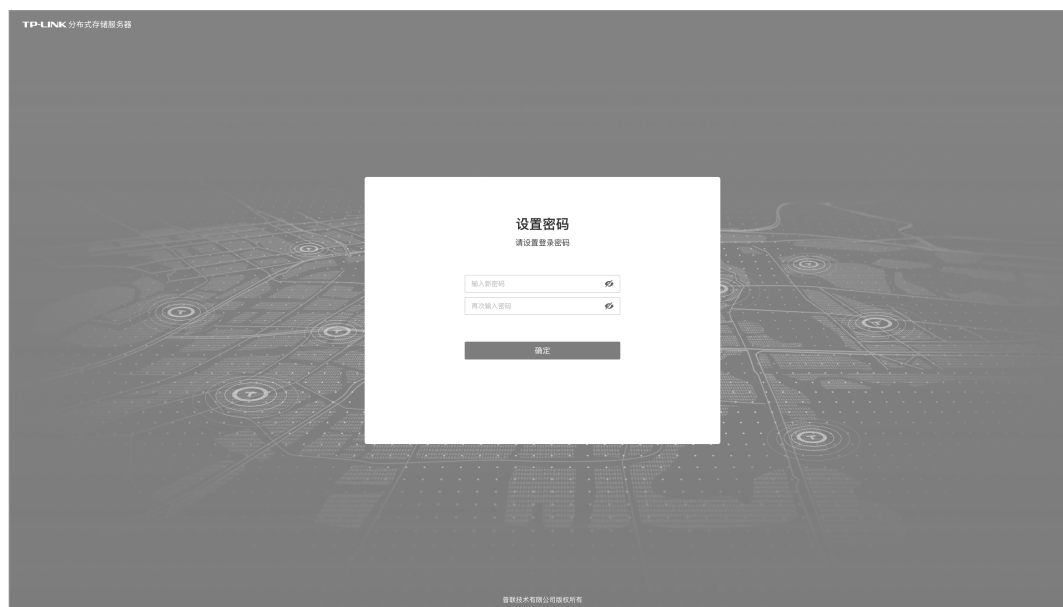 TP-LINK 分布式存储服务器
设置密码
请设置登录密码
输入新密码
再次输入密码
确定
普联技术有限公司版权所有